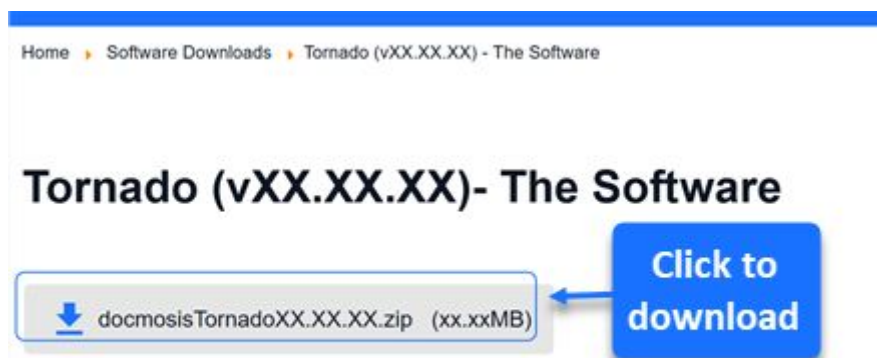 Home Software Downloads Tornado (vXX.XX.XX) - The Software
Tornado (vXX.XX.XX)- The Software
docmosisTornadoXX.XX.XX.zip (xx.xxMB)
Click to
download